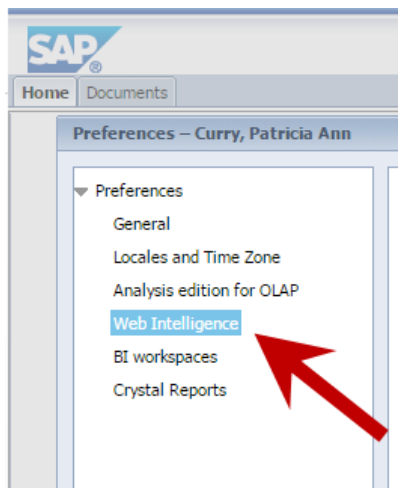 SAP®
Home Documents
Preferences – Curry, Patricia Ann
Preferences
General
Locales and Time Zone
Analysis edition for OLAP
Web Intelligence
BI workspaces
Crystal Reports